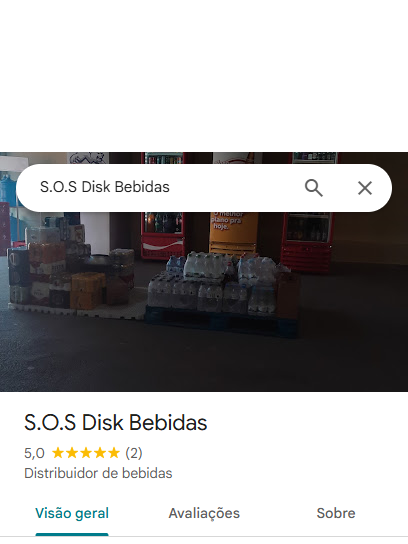 S.O.S Disk Bebidas
O melhor
plano pra
hoje.
S.O.S Disk Bebidas
5,0 (2)
Distribuidor de bebidas
Visão geral Avaliações Sobre